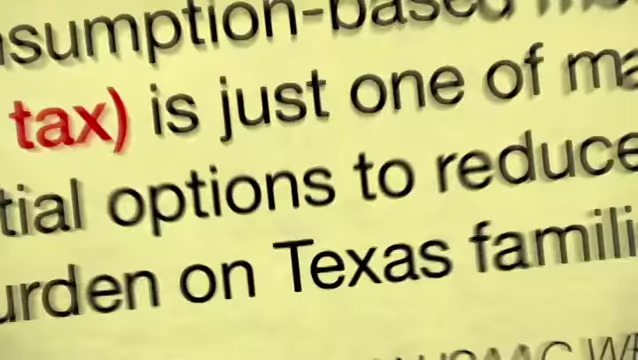 nsumption-based
tax) is just one of ma
tial options to reduce
urden on Texas famili